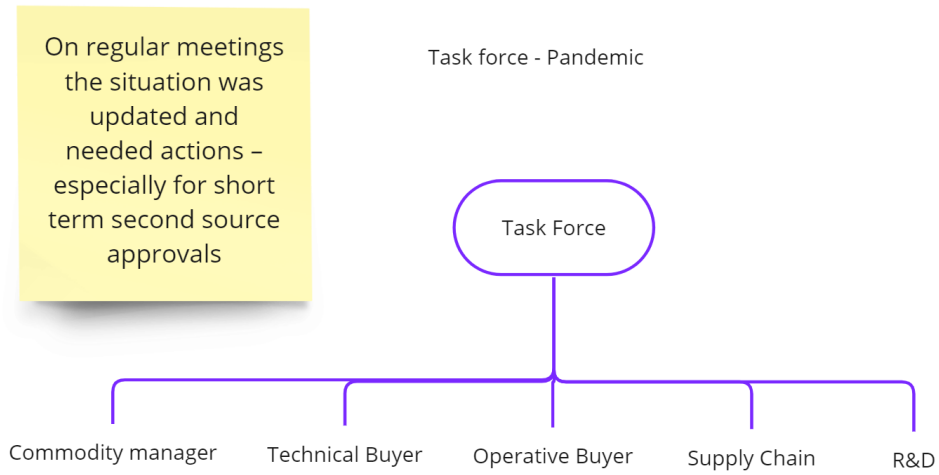 On regular meetings
the situation was
updated and
needed actions –
especially for short
term second source
approvals
Task force - Pandemic
Task Force
Commodity manager
Technical Buyer
Operative Buyer
Supply Chain
R&D